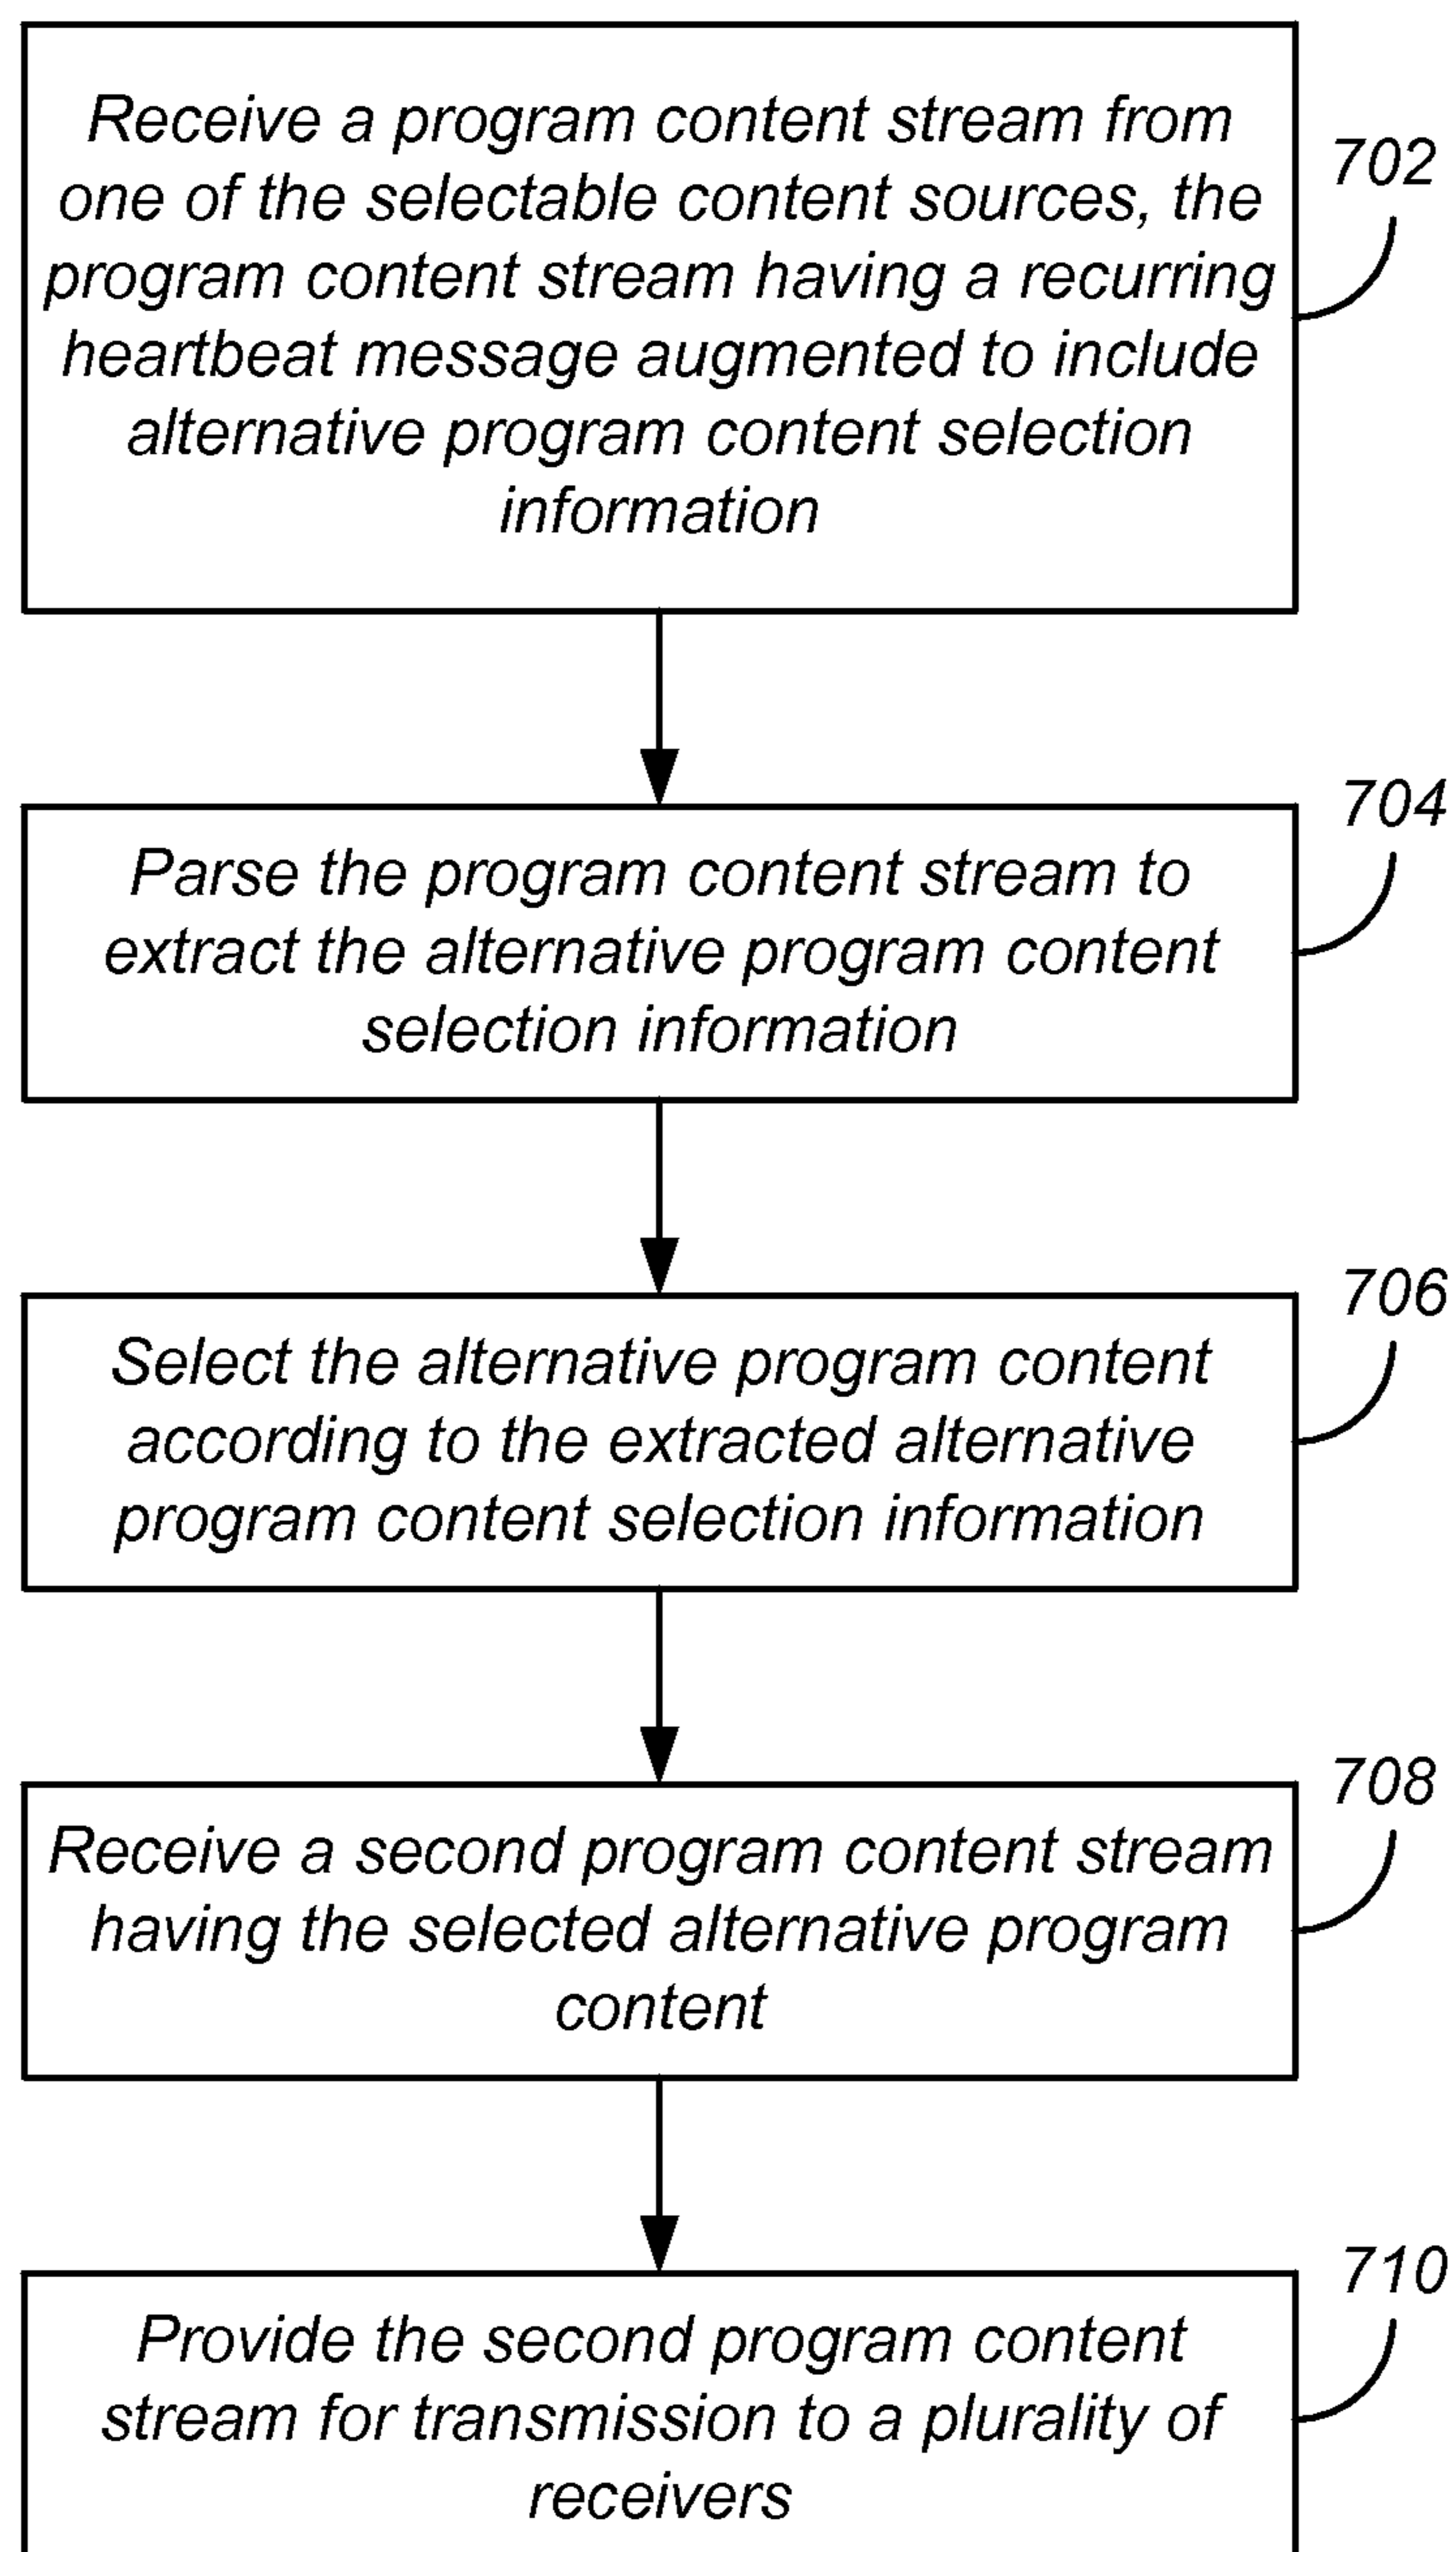 Receive a program content stream from
one of the selectable content sources, the
program content stream having a recurring
heartbeat message augmented to include
alternative program content selection
information
702
Parse the program content stream to
extract the alternative program content
selection information
704
Select the alternative program content
according to the extracted alternative
program content selection information
706
Receive a second program content stream
having the selected alternative program
content
708
Provide the second program content
stream for transmission to a plurality of
receivers
710